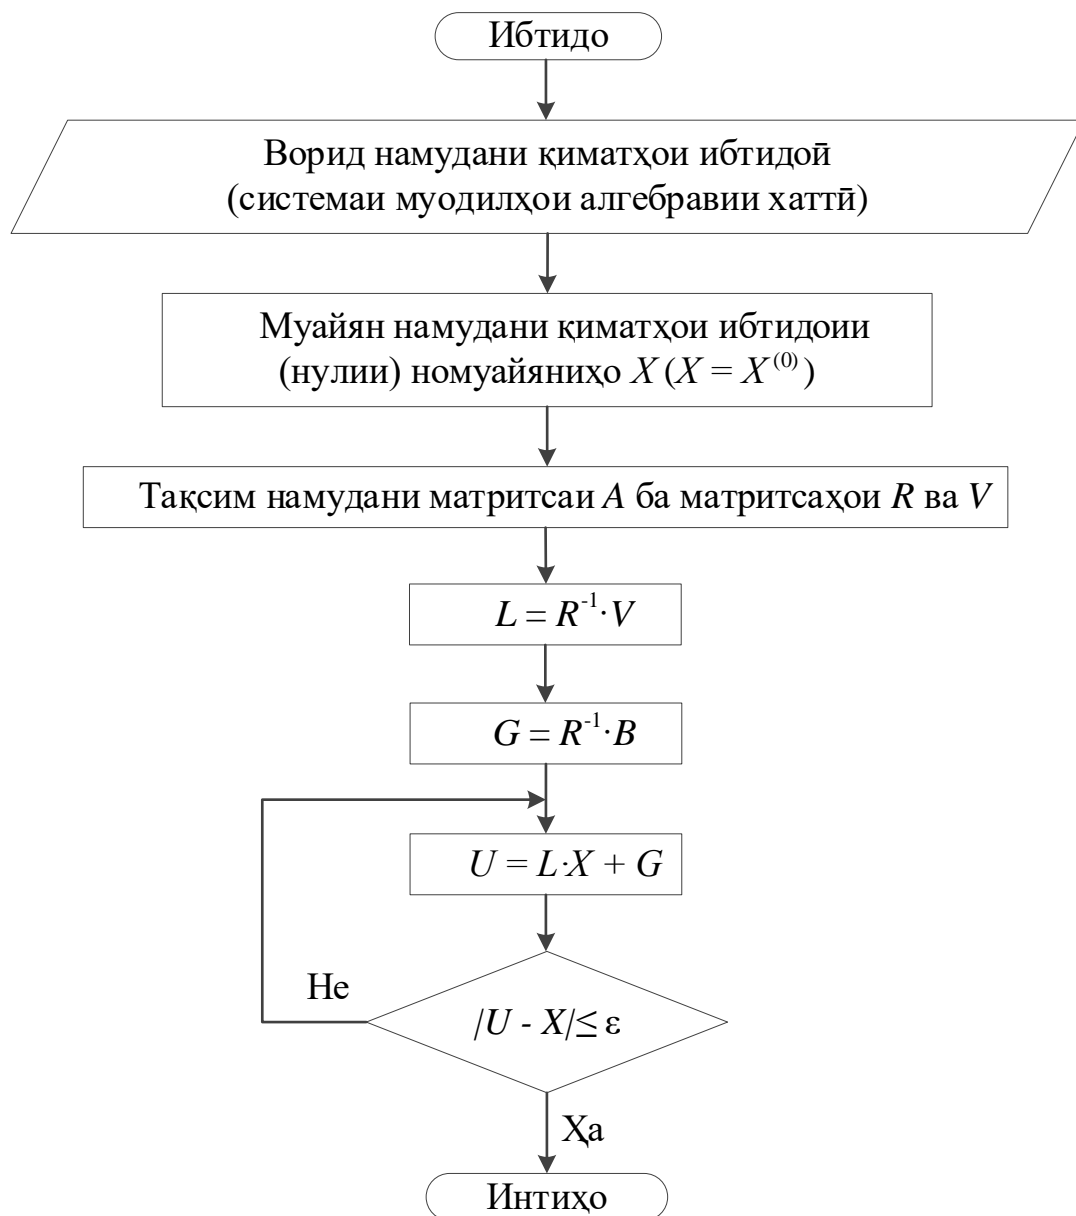 Ибтидо
Ворид намудани қиматҳои ибтидоӣ
(системаи муодилҳои алгебравии хаттӣ)
Муайян намудани қиматҳои ибтидоии
(нулии) номуайяниҳо X (X = X⁽⁰⁾)
Тақсим намудани матритсаи A ба матритсаҳои R ва V
L = R⁻¹·V
G = R⁻¹·B
U = L·X + G
Не
|U - X|≤ ε
Ҳа
Интиҳо